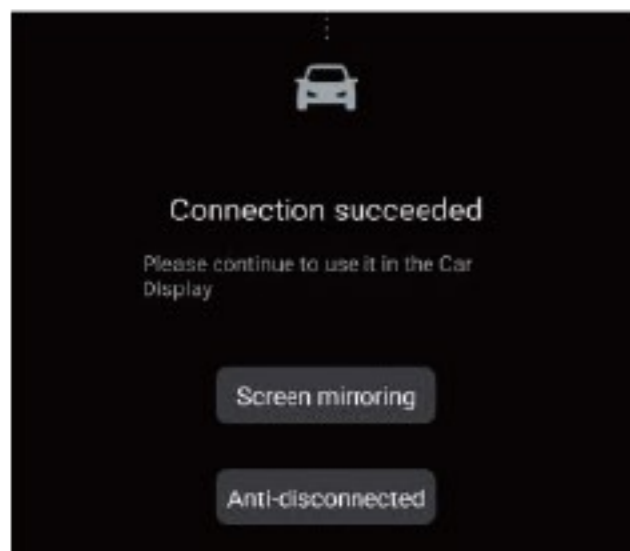 Connection succeeded
Please continue to use it in the Car
Display
Screen mirroring
Anti-disconnected